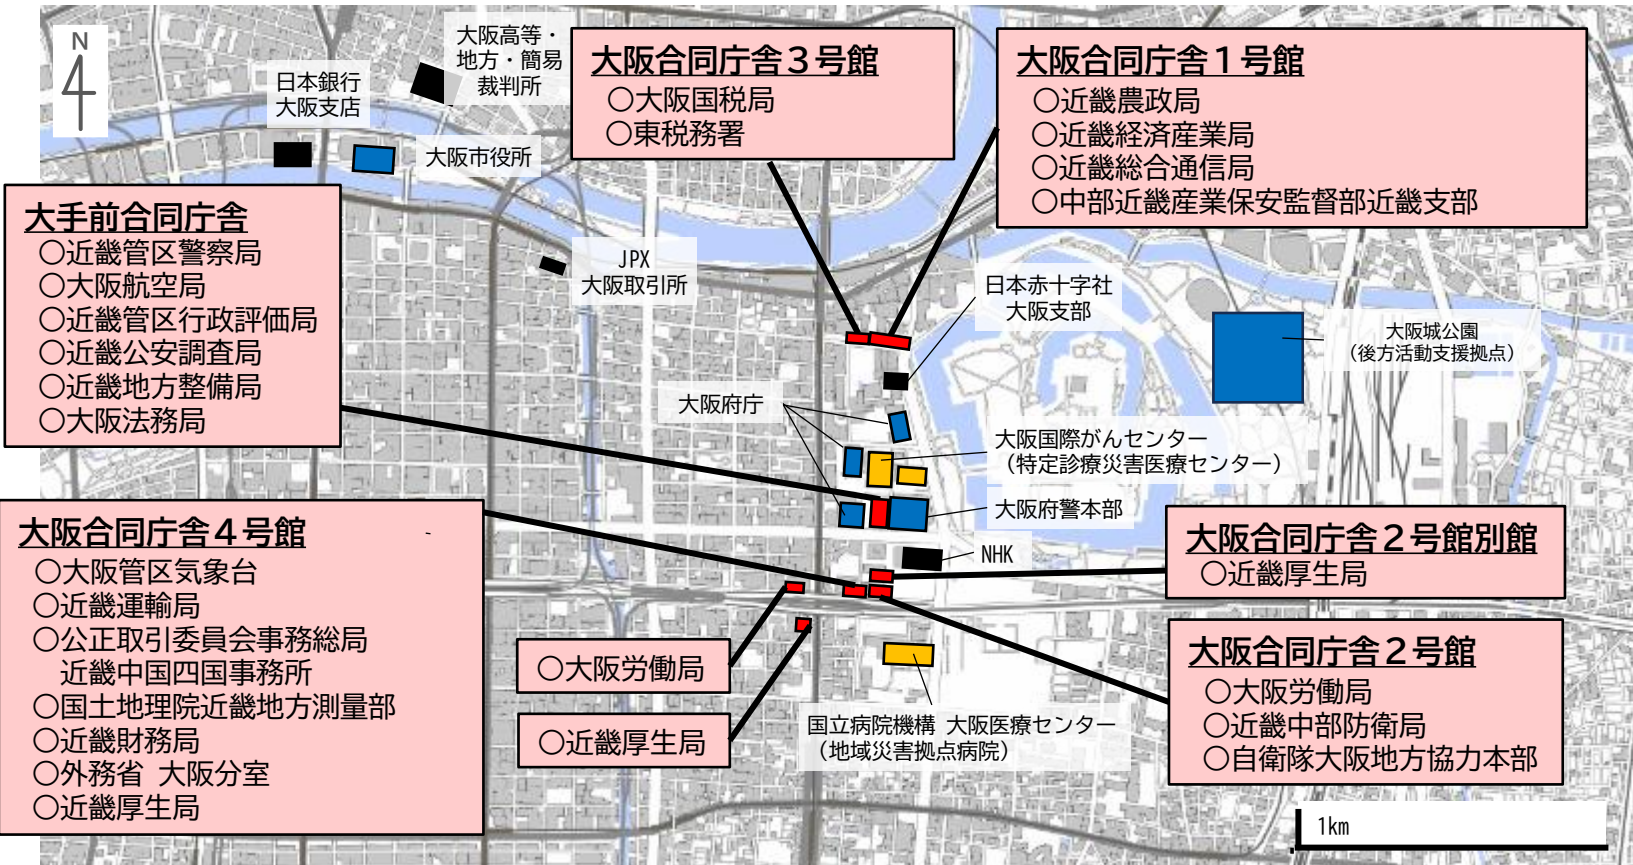 N
日本銀行
大阪支店
大阪高等・
地方・簡易
裁判所
大阪市役所
大阪合同庁舎３号館
○大阪国税局
○東税務署
大阪合同庁舎１号館
○近畿農政局
○近畿経済産業局
○近畿総合通信局
○中部近畿産業保安監督部近畿支部
大手前合同庁舎
○近畿管区警察局
○大阪航空局
○近畿管区行政評価局
○近畿公安調査局
○近畿地方整備局
○大阪法務局
JPX
大阪取引所
日本赤十字社
大阪支部
大阪城公園
（後方活動支援拠点）
大阪府庁
大阪国際がんセンター
（特定診療災害医療センター）
大阪府警本部
NHK
大阪合同庁舎４号館
○大阪管区気象台
○近畿運輸局
○公正取引委員会事務総局
近畿中国四国事務所
○国土地理院近畿地方測量部
○近畿財務局
○外務省 大阪分室
○近畿厚生局
大阪合同庁舎２号館別館
○近畿厚生局
○大阪労働局
○近畿厚生局
国立病院機構 大阪医療センター
（地域災害拠点病院）
大阪合同庁舎２号館
○大阪労働局
○近畿中部防衛局
○自衛隊大阪地方協力本部
1km